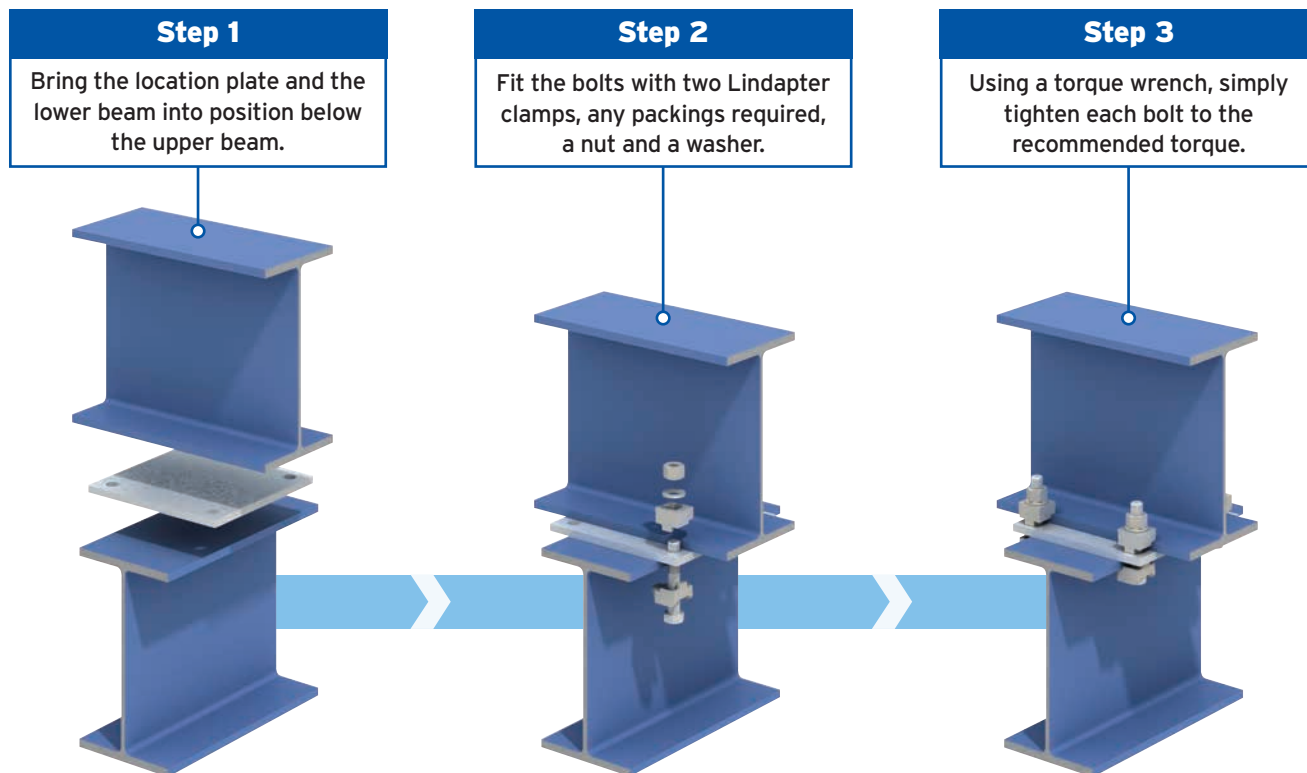 Step 1
Bring the location plate and the
lower beam into position below
the upper beam.
Step 2
Fit the bolts with two Lindapter
clamps, any packings required,
a nut and a washer.
Step 3
Using a torque wrench, simply
tighten each bolt to the
recommended torque.